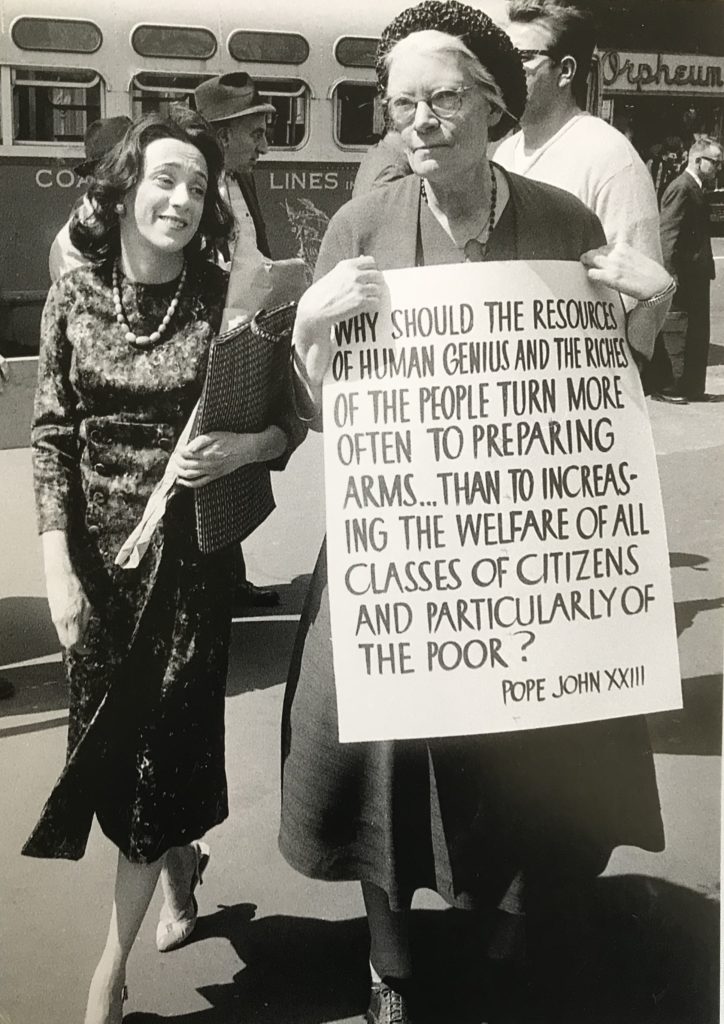 Orpheum
COA
LINES
WHY SHOULD THE RESOURCES
OF HUMAN GENIUS AND THE RICHES
OF THE PEOPLE TURN MORE
OFTEN TO PREPARING
ARMS...THAN TO INCREAS-
ING THE WELFARE OF ALL
CLASSES OF CITIZENS
AND PARTICULARLY OF
THE POOR?
POPE JOHN XXIII